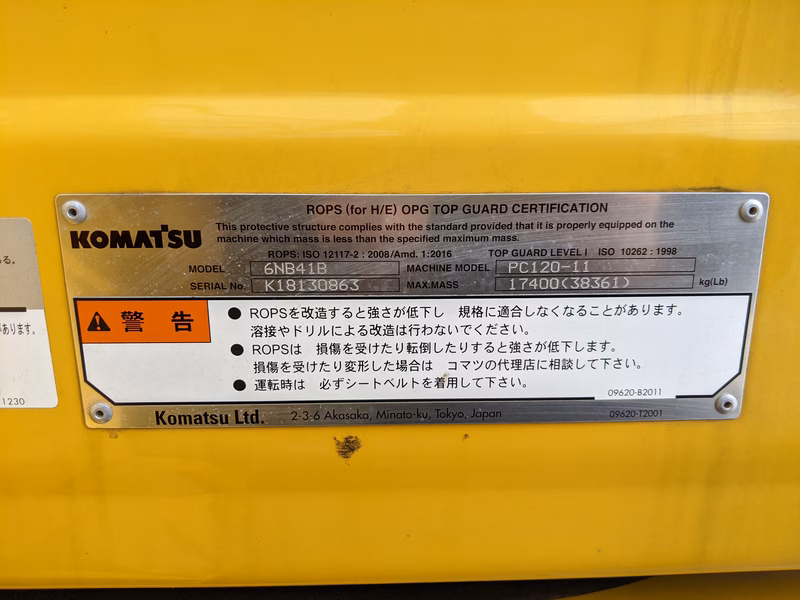 ROPS (for H/E) OPG TOP GUARD CERTIFICATION
KOMATSU
This protective structure complies with the standard provided that it is properly equipped on the
machine which mass is less than the specified maximum mass.
ROPS: ISO 12117-2 : 2008/Amd. 1:2016 TOP GUARD LEVEL I ISO 10262 : 1998
MODEL 6NB41B MACHINE MODEL PC120-11
SERIAL No. K18130863 MAX.MASS 17400(38361) kg(Lb)
警告
● ROPSを改造すると強さが低下し 規格に適合しなくなることがあります。
溶接やドリルによる改造は行わないでください。
● ROPSは 損傷を受けたり転倒したりすると強さが低下します。
損傷を受けたり変形した場合は コマツの代理店に相談して下さい。
● 運転時は 必ずシートベルトを着用して下さい。
09620-B2011
Komatsu Ltd. 2-3-6 Akasaka, Minato-ku, Tokyo, Japan 09620-T2001
る。
があります。
1230